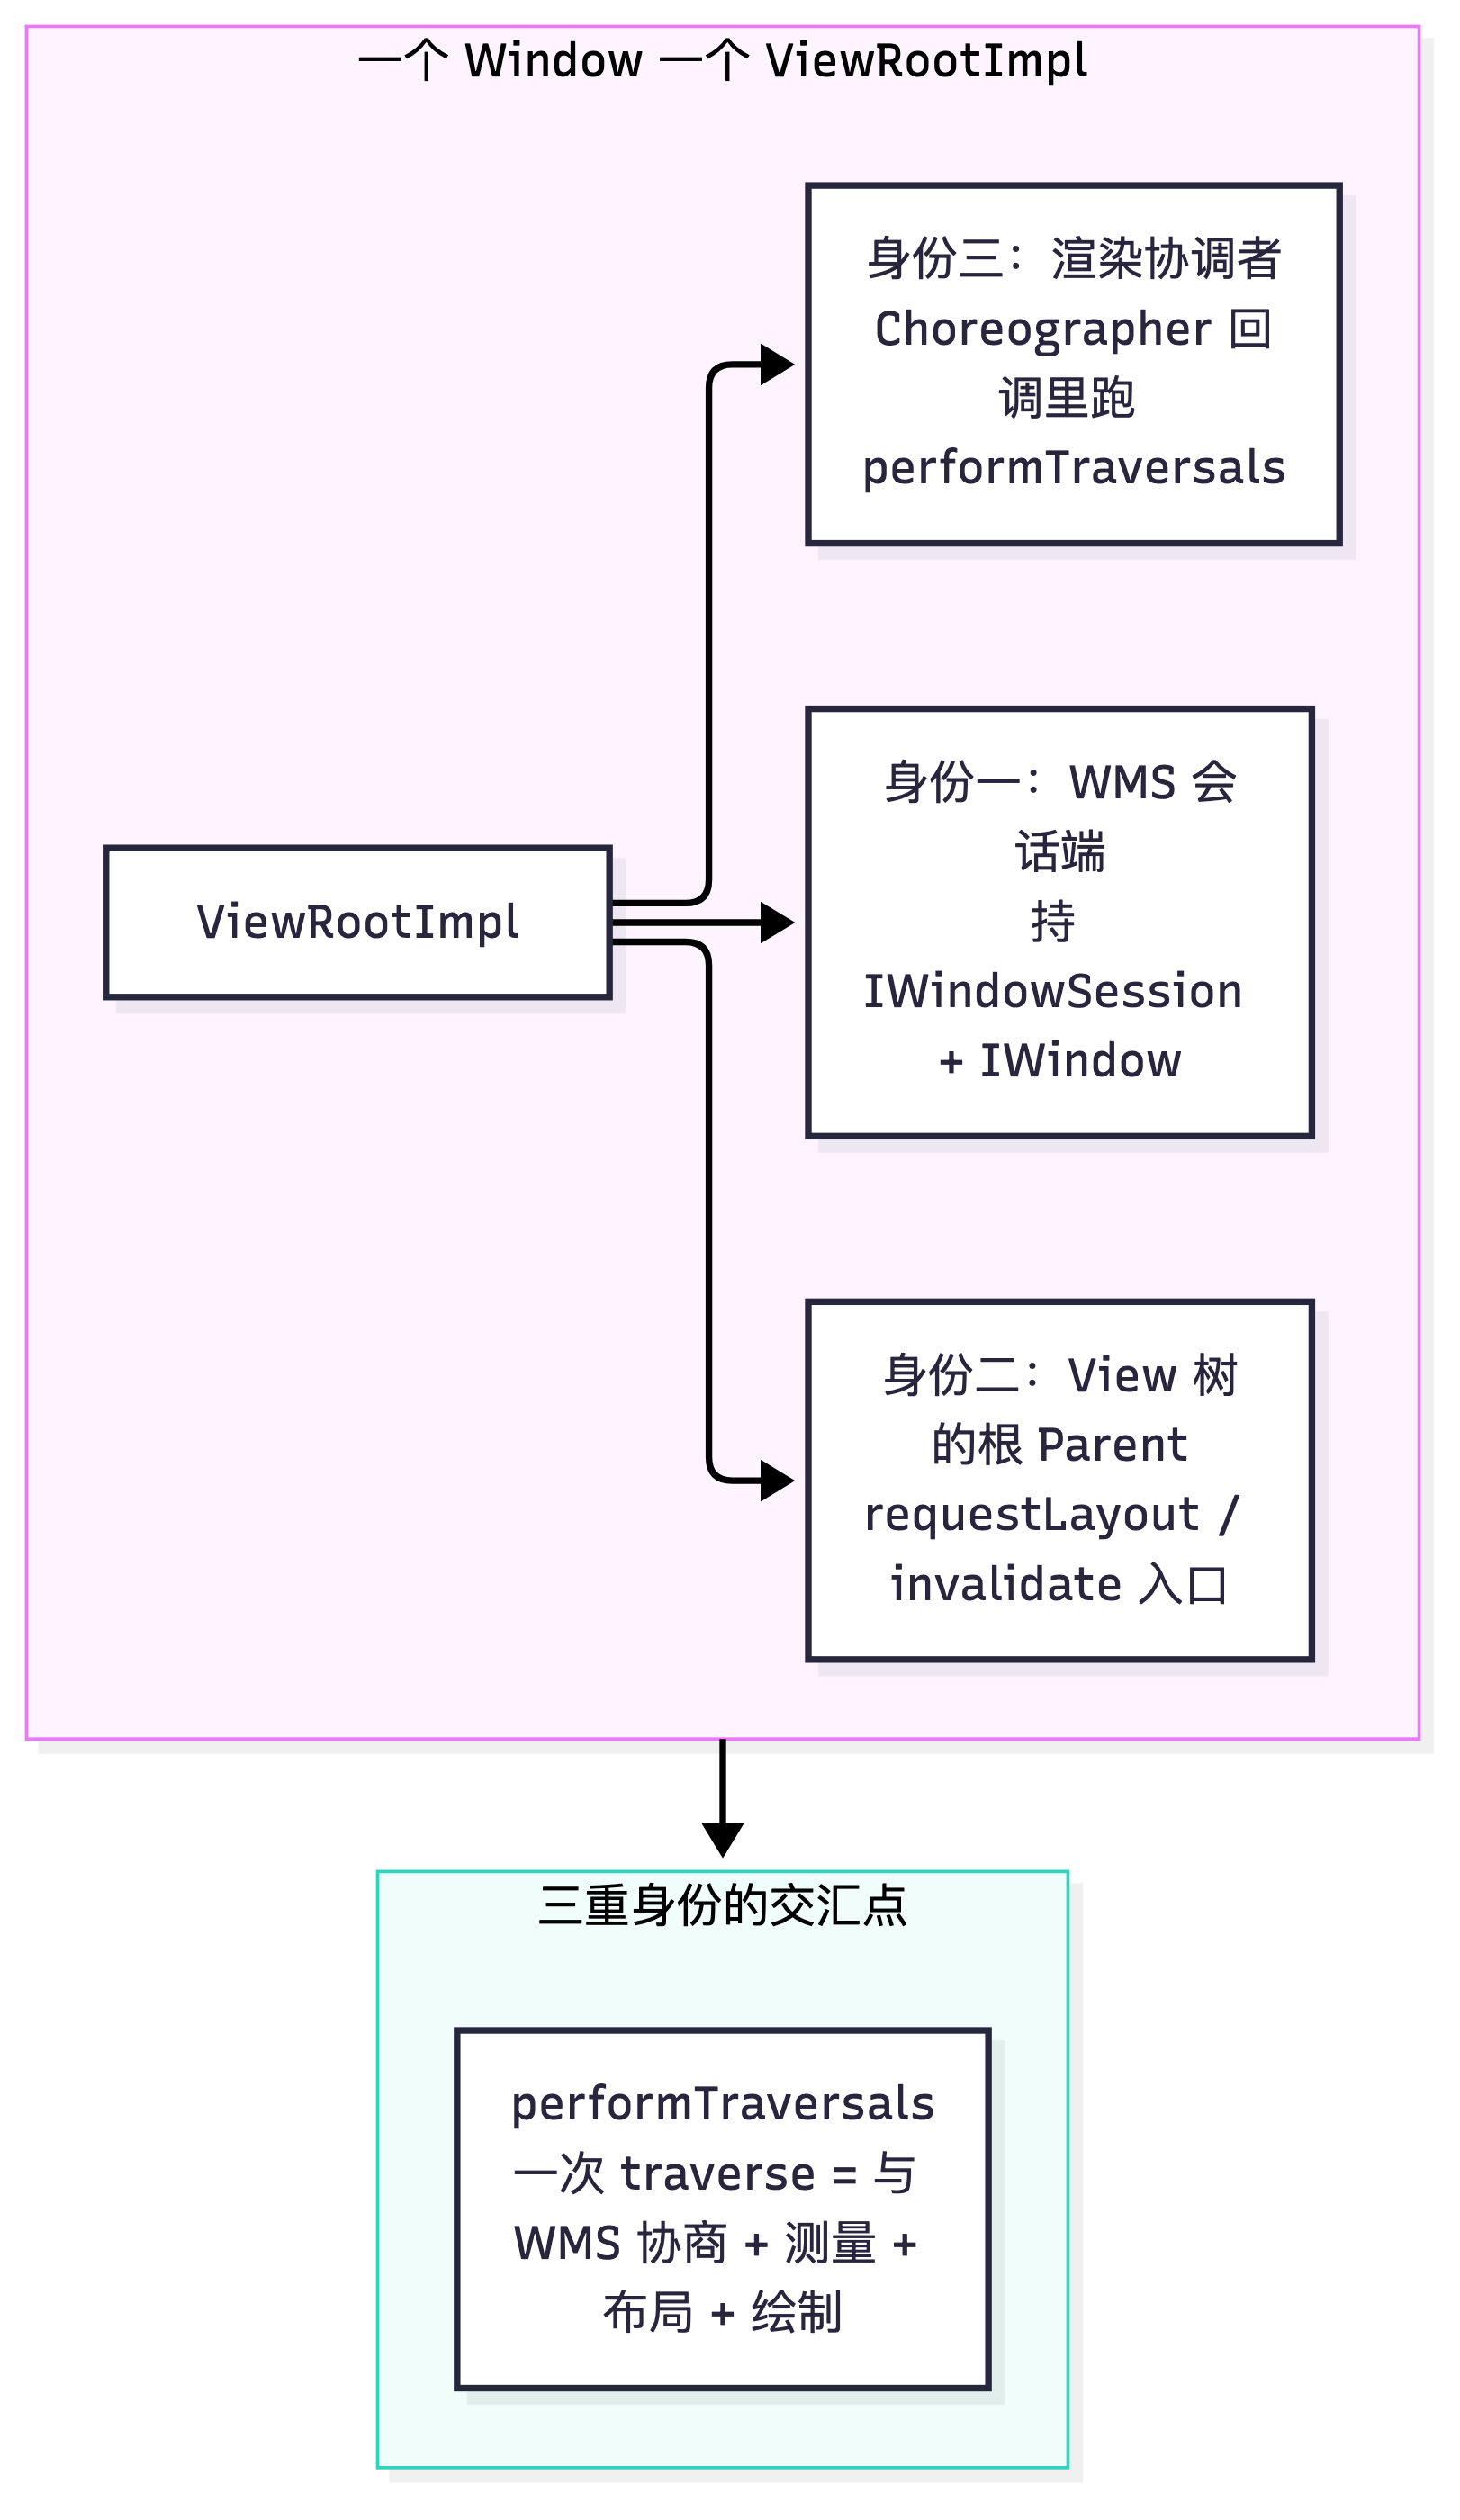 一个 Window 一个 ViewRootImpl
身份三：渲染协调者
Choreographer 回
调里跑
performTraversals
ViewRootImpl
身份一：WMS 会
话端
持
IWindowSession
+ IWindow
身份二：View 树
的根 Parent
requestLayout /
invalidate 入口
三重身份的交汇点
performTraversals
一次 traverse = 与
WMS 协商 + 测量 +
布局 + 绘制